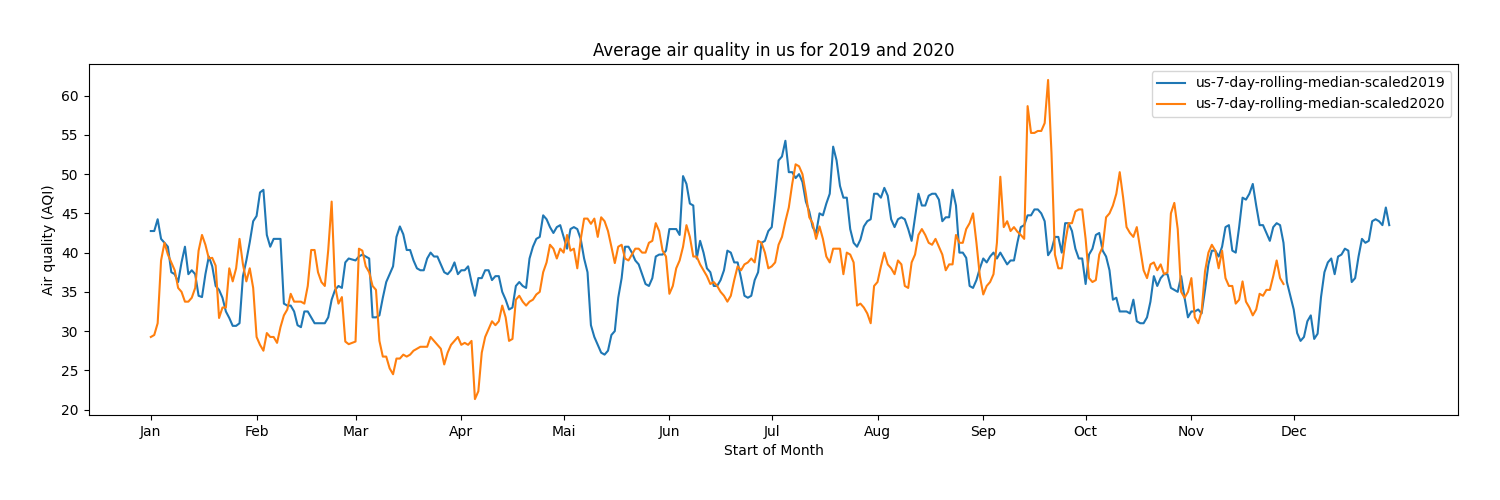 Average air quality in us for 2019 and 2020
us-7-day-rolling-median-scaled2019
us-7-day-rolling-median-scaled2020
Air quality (AQI)
60
55
50
45
40
35
30
25
20
Jan Feb Mar Apr Mai Jun Jul Aug Sep Oct Nov Dec
Start of Month